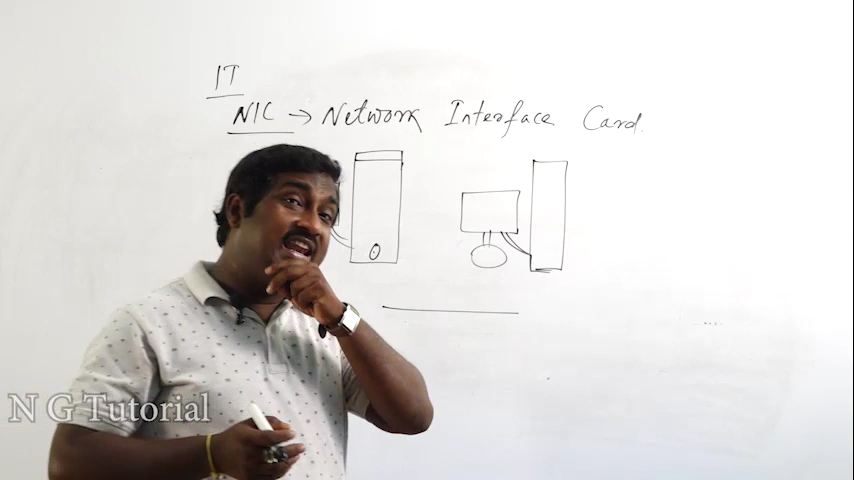 IT
NIC → Network Interface Card.
N G Tutorial